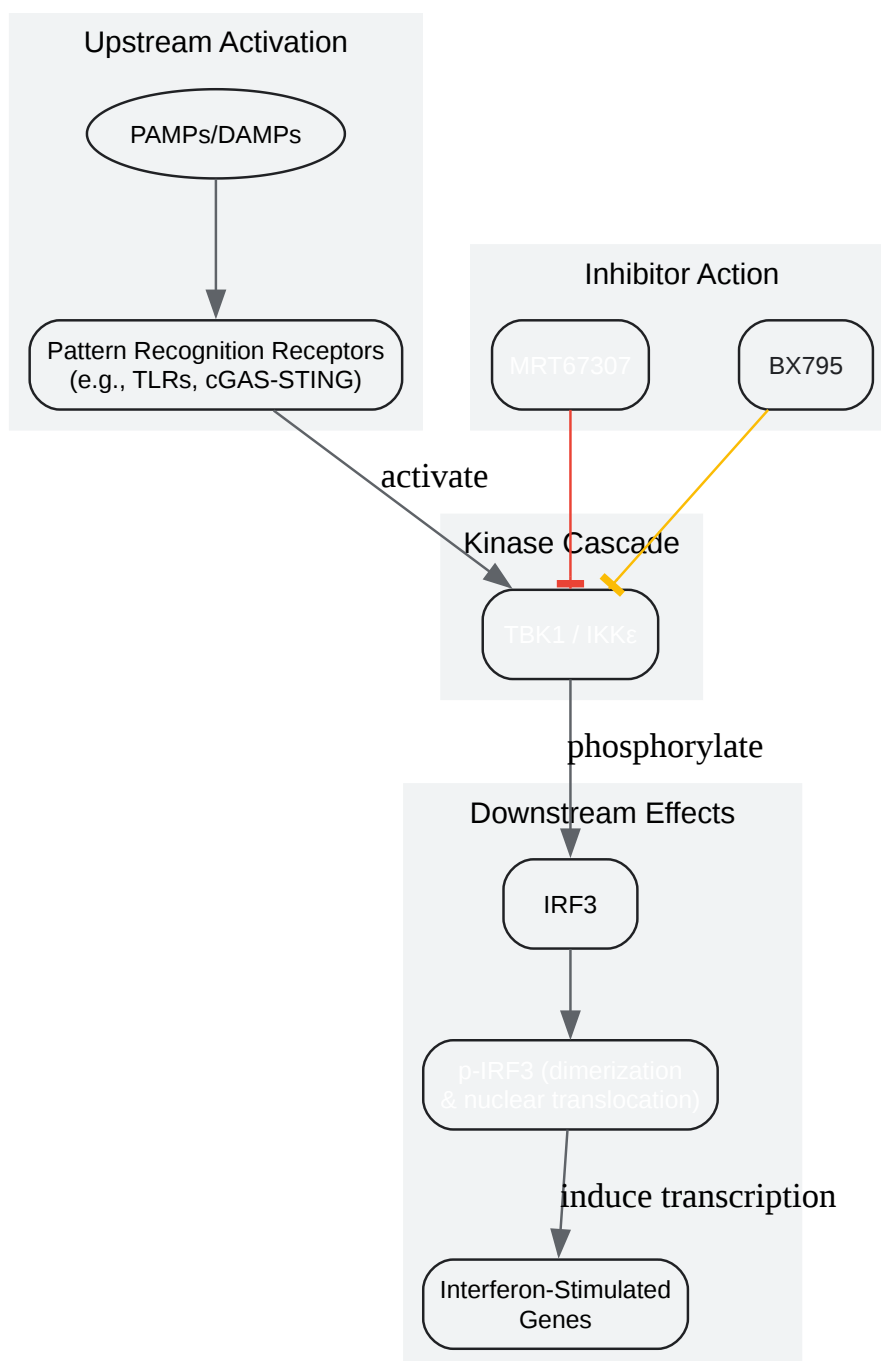 Upstream Activation
PAMPs/DAMPs
Pattern Recognition Receptors
(e.g., TLRs, cGAS-STING)
Inhibitor Action
MRT67307
BX795
activate
Kinase Cascade
TBK1 / IKKε
phosphorylate
Downstream Effects
IRF3
p-IRF3 (dimerization
& nuclear translocation)
induce transcription
Interferon-Stimulated
Genes